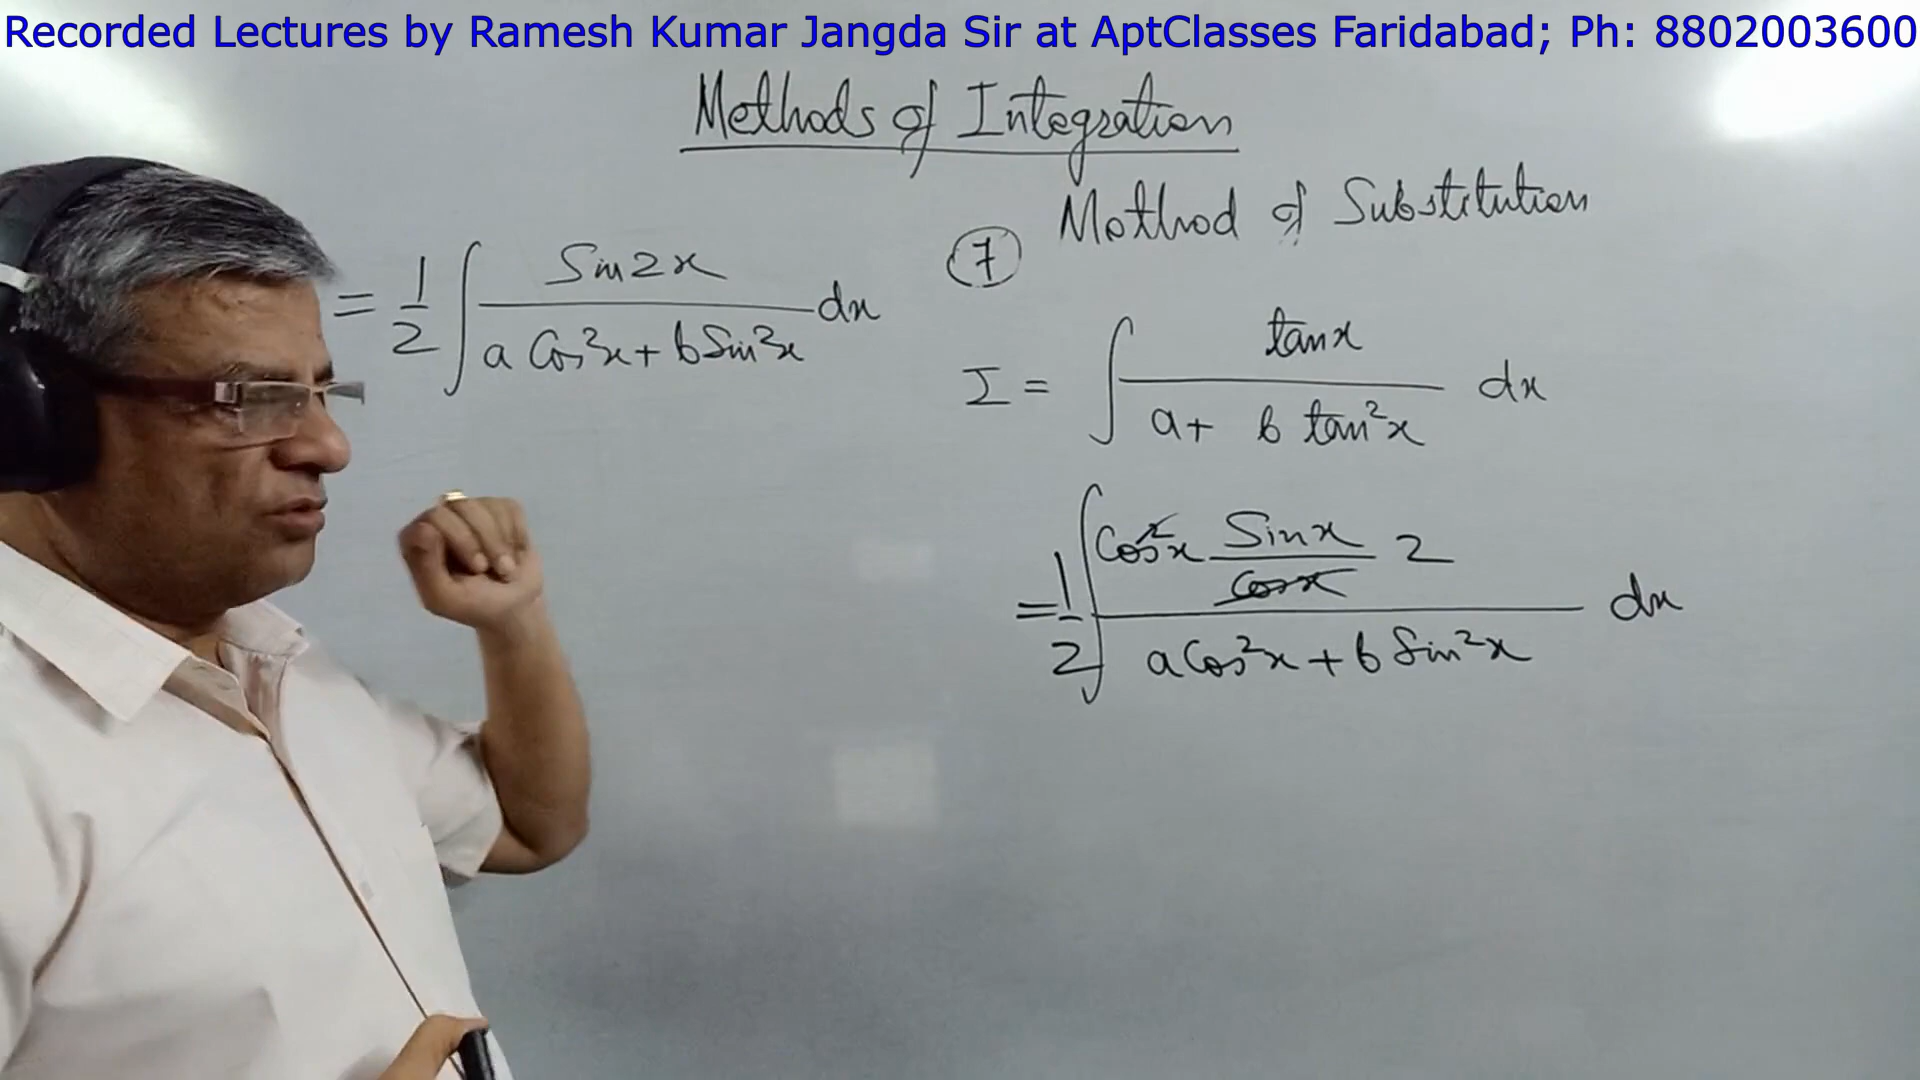 Recorded Lectures by Ramesh Kumar Jangda Sir at AptClasses Faridabad; Ph: 8802003600
Methods of Integration
Method of Substitution
⑦
I = ∫ tanx / (a + b tan²x) dx
= 1/2 ∫ cos²x (Sinx / cosx) 2 / (a Cos²x + b Sin²x) dx
= 1/2 ∫ Sin2x / (a Cos²x + b Sin²x) dx